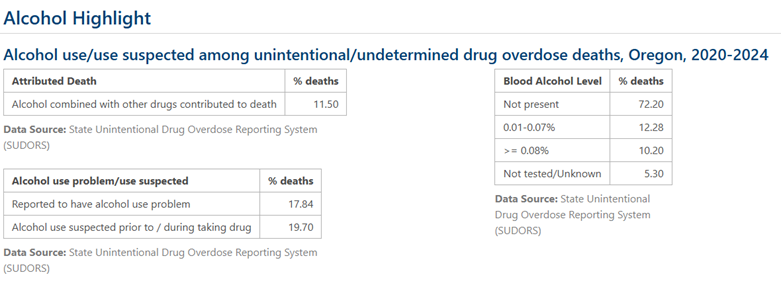 Alcohol Highlight
Alcohol use/use suspected among unintentional/undetermined drug overdose deaths, Oregon, 2020-2024
Attributed Death % deaths
Alcohol combined with other drugs contributed to death 11.50
Data Source: State Unintentional Drug Overdose Reporting System
(SUDORS)
Alcohol use problem/use suspected % deaths
Reported to have alcohol use problem 17.84
Alcohol use suspected prior to / during taking drug 19.70
Data Source: State Unintentional Drug Overdose Reporting System
(SUDORS)
Blood Alcohol Level % deaths
Not present 72.20
0.01-0.07% 12.28
>= 0.08% 10.20
Not tested/Unknown 5.30
Data Source: State Unintentional
Drug Overdose Reporting System
(SUDORS)